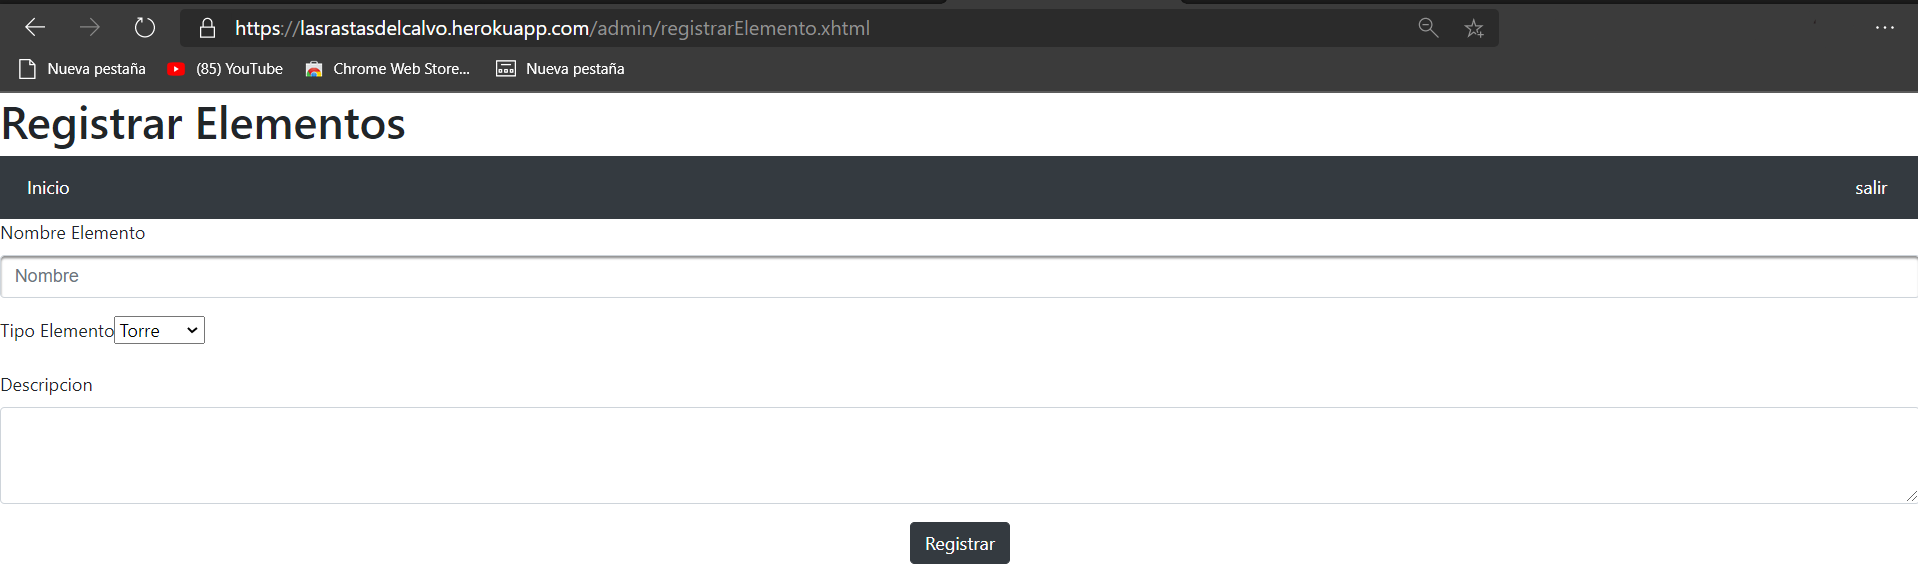 https://lasrastasdelcalvo.herokuapp.com/admin/registrarElemento.xhtml
Nueva pestaña (85) YouTube Chrome Web Store... Nueva pestaña
Registrar Elementos
Inicio salir
Nombre Elemento
Nombre
Tipo Elemento Torre
Descripcion
Registrar